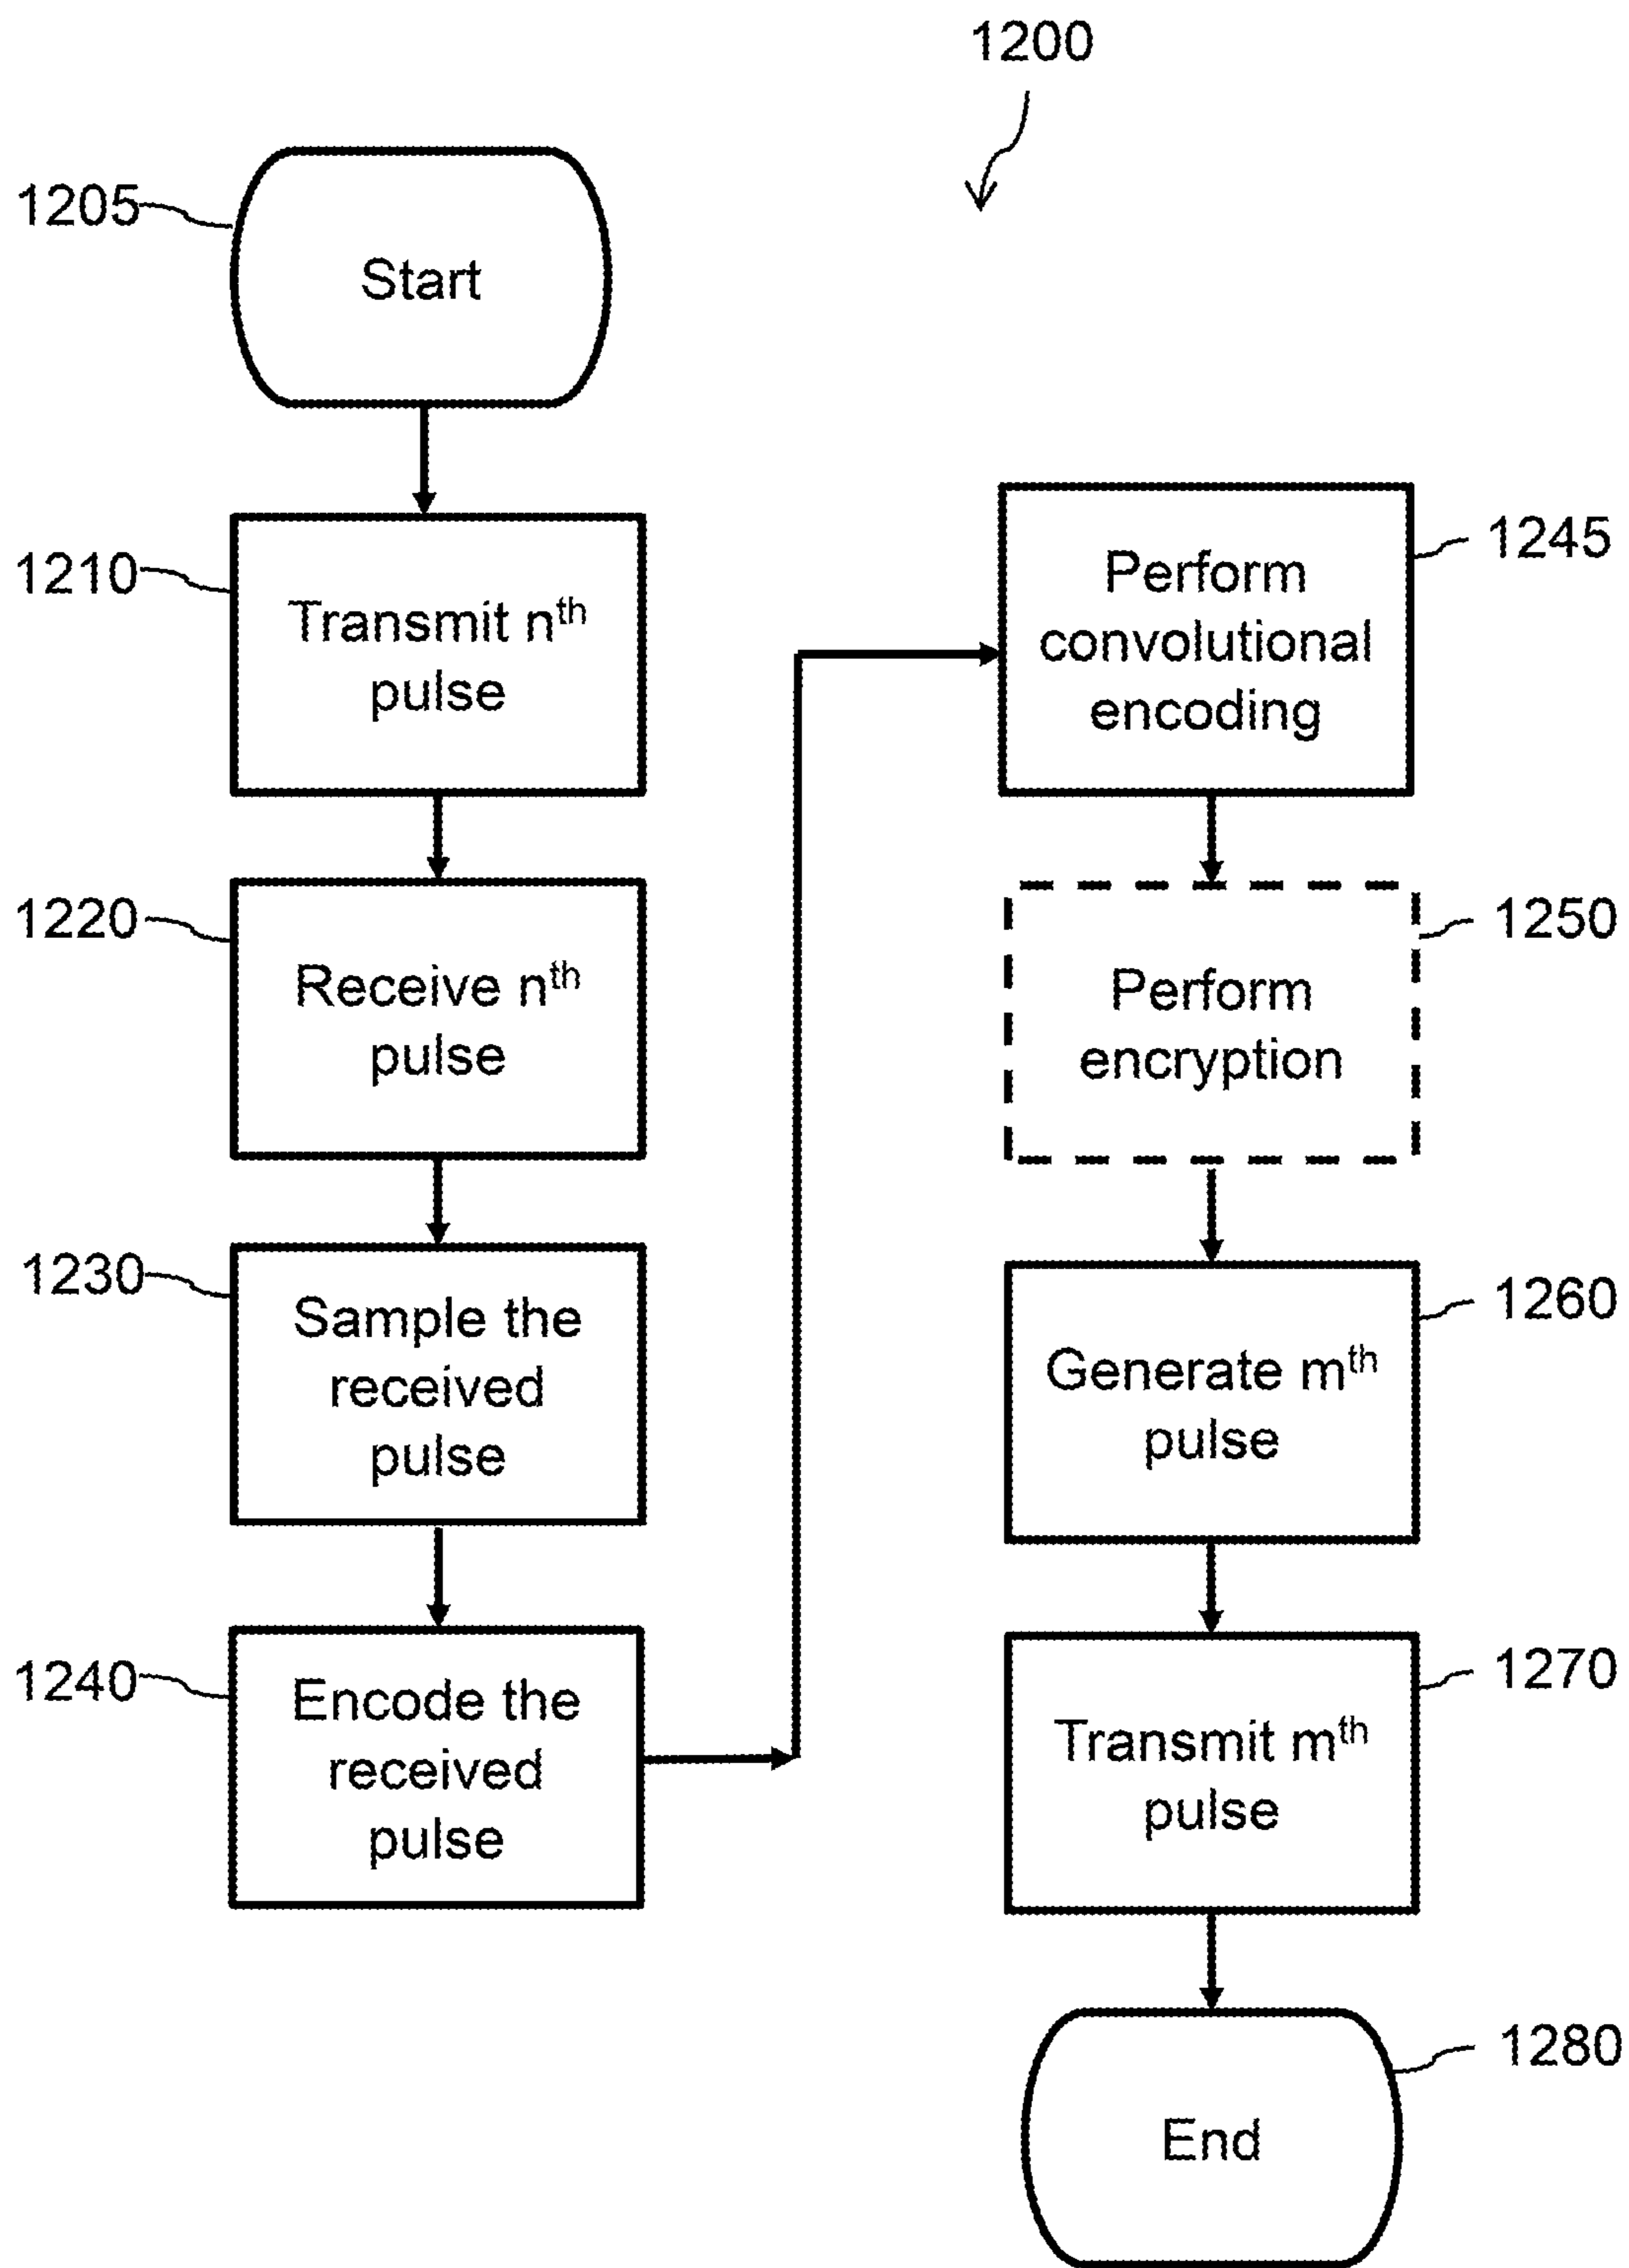 1200
1205
Start
1210
Transmit nth
pulse
1220
Receive nth
pulse
1230
Sample the
received
pulse
1240
Encode the
received
pulse
1245
Perform
convolutional
encoding
1250
Perform
encryption
1260
Generate mth
pulse
1270
Transmit mth
pulse
1280
End